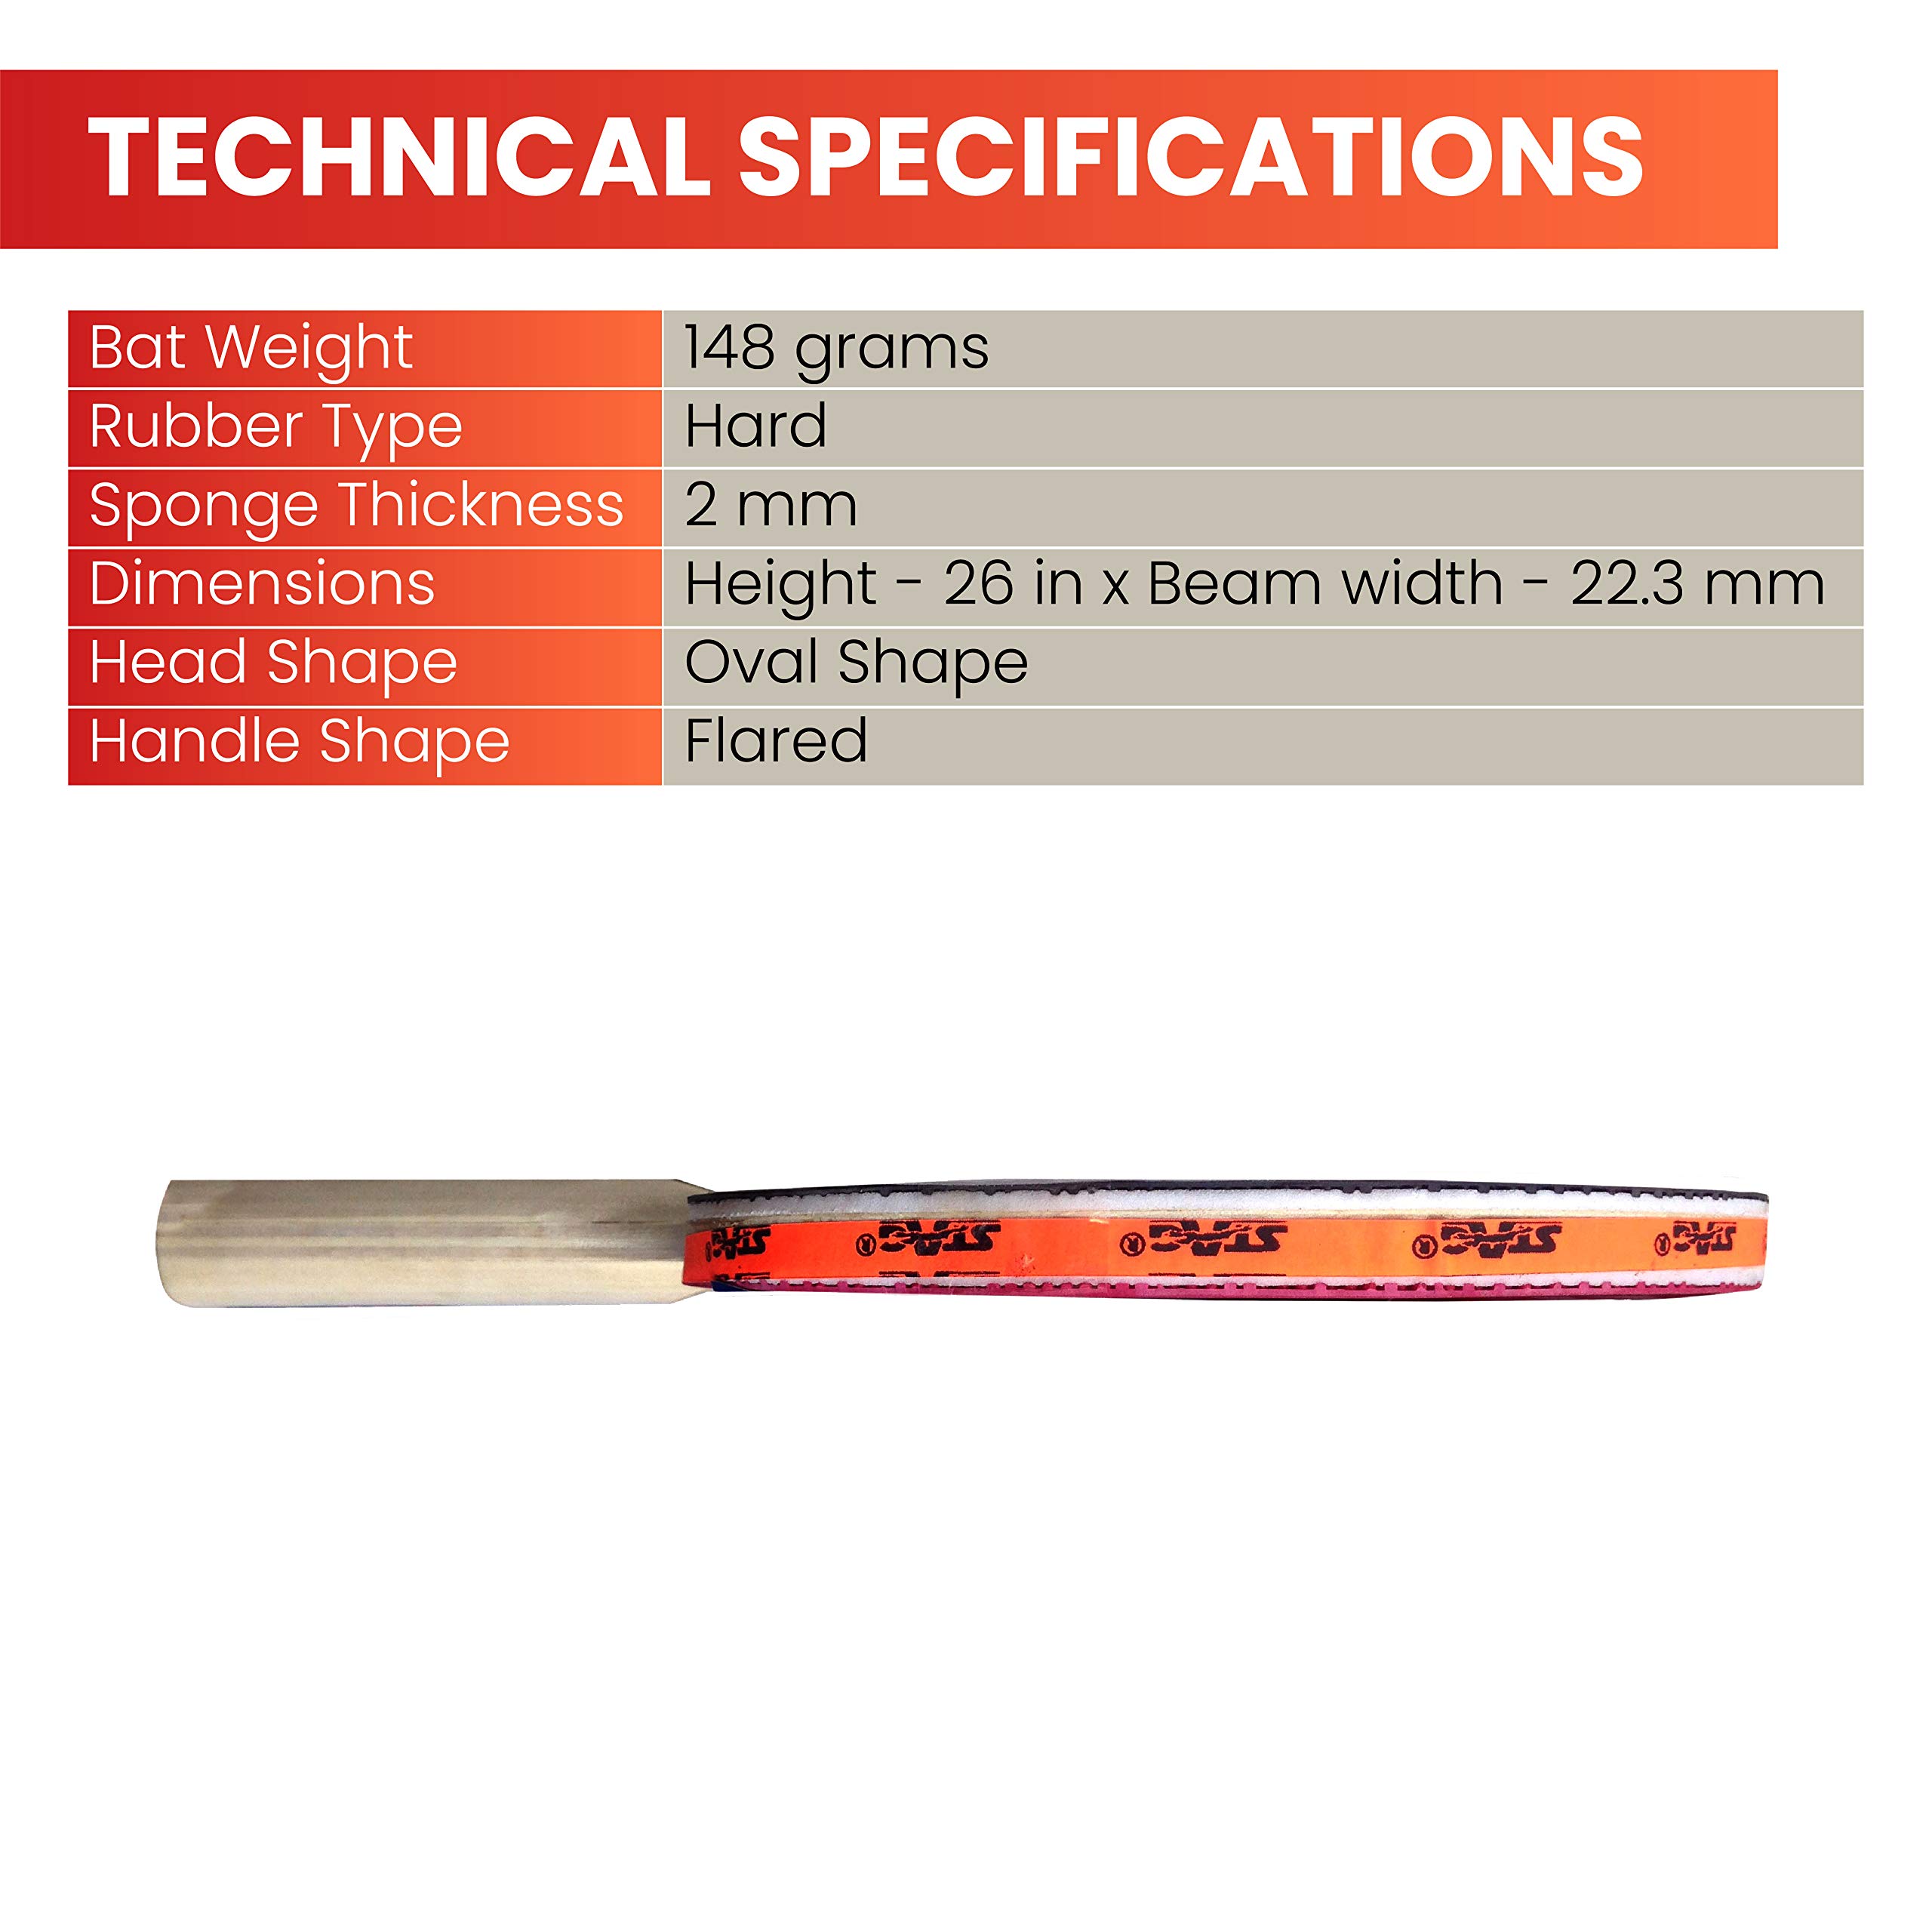 TECHNICAL SPECIFICATIONS
Bat Weight 148 grams
Rubber Type Hard
Sponge Thickness 2 mm
Dimensions Height - 26 in x Beam width - 22.3 mm
Head Shape Oval Shape
Handle Shape Flared
STAG ® STAG ® STAG ® STAG ® STAG ®